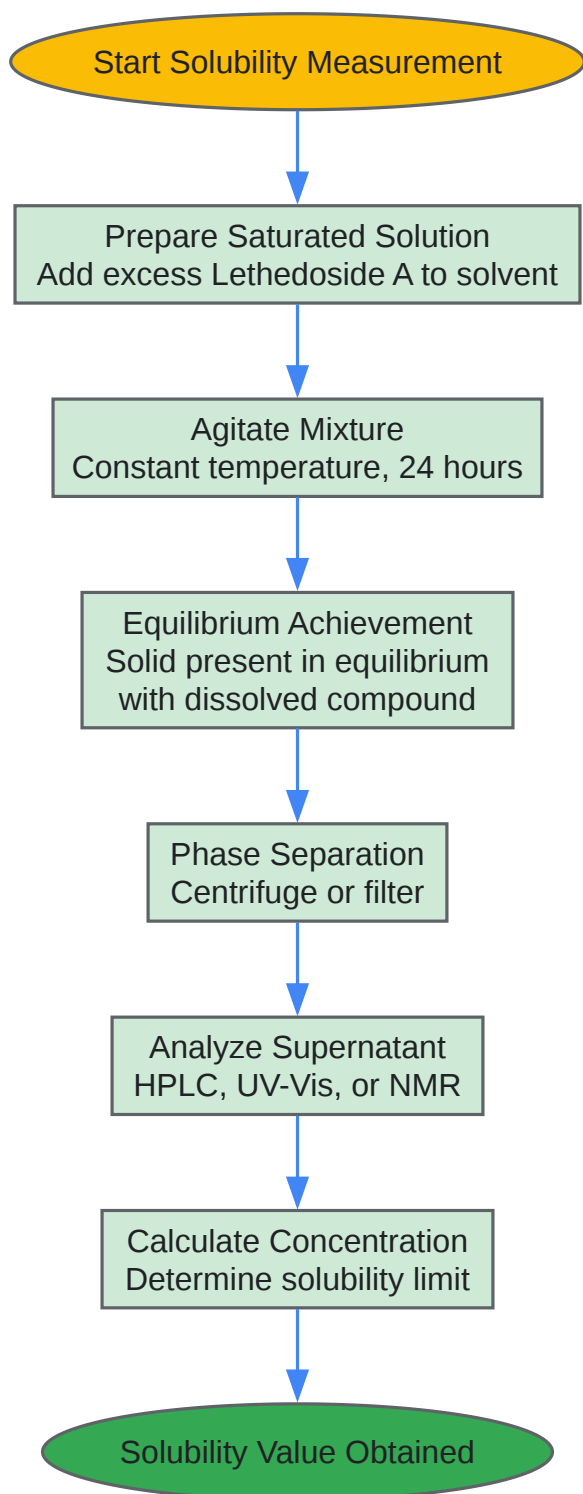 Start Solubility Measurement
Prepare Saturated Solution
Add excess Lethedoside A to solvent
Agitate Mixture
Constant temperature, 24 hours
Equilibrium Achievement
Solid present in equilibrium
with dissolved compound
Phase Separation
Centrifuge or filter
Analyze Supernatant
HPLC, UV-Vis, or NMR
Calculate Concentration
Determine solubility limit
Solubility Value Obtained